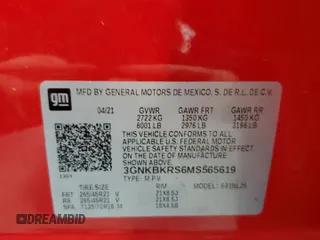 gm
MFD BY GENERAL MOTORS DE MEXICO, S. DE R.L. DE C.V.
04/21 GVWR GAWR FRT GAWR R/R
2722 KG 1350 KG 1450 KG
6001 LB 2976 LB 3196 LB
THIS VEHICLE CONFORMS TO ALL
APPLICABLE U.S. FEDERAL MOTOR
VEHICLE SAFETY STANDARDS IN EFFECT
ON THE DATE OF MANUFACTURE
SHOWN ABOVE.
3GNKBKRS6MS565619
TYPE: M.P.V. MODEL:
TIRE SIZE RIM
FRT 265/45R21 V 21X8.5J
RR 265/45R21 V 21X8.5J
SPA 18X4.5B
DREAMBID